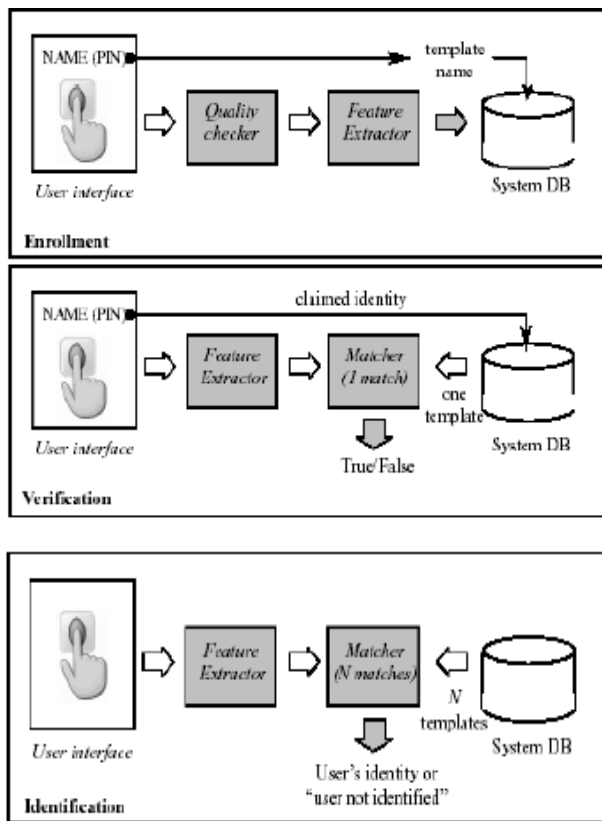 NAME (PIN)
template
name
Quality
checker
Feature
Extractor
User interface
System DB
Enrollment
NAME (PIN)
claimed identity
Feature
Extractor
Matcher
(1 match)
one
template
User interface
True/False
System DB
Verification
Feature
Extractor
Matcher
(N matches)
N
templates
User interface
System DB
User's identity or
"user not identified"
Identification